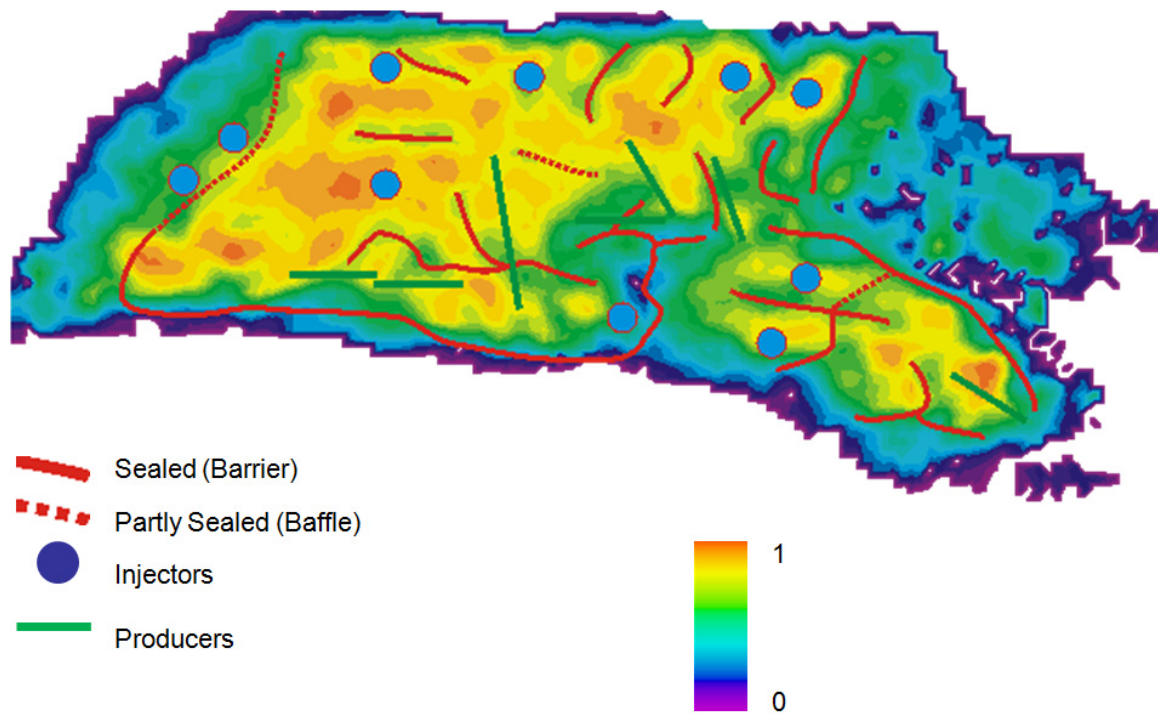 Sealed (Barrier)
Partly Sealed (Baffle)
Injectors
Producers
1
0